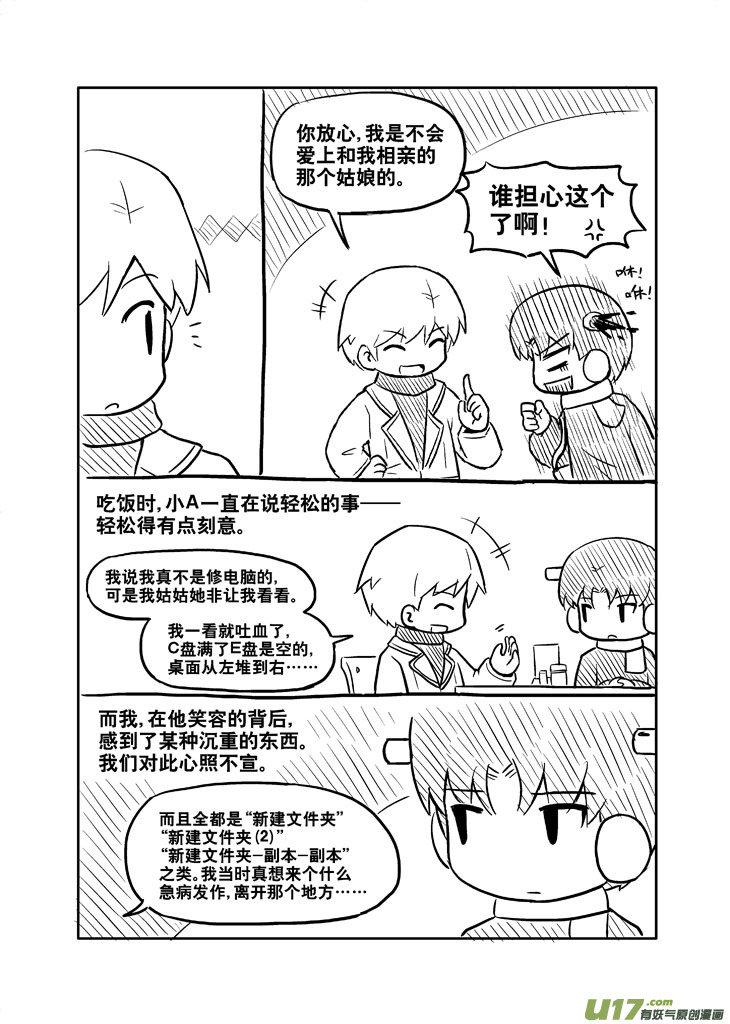 你放心，我是不会
爱上和我相亲的
那个姑娘的。
谁担心这个
了啊！
咻！
咻！
吃饭时，小A一直在说轻松的事——
轻松得有点刻意。
我说我真不是修电脑的，
可是我姑姑她非让我看看。
我一看就吐血了，
C盘满了E盘是空的，
桌面从左堆到右……
而我，在他笑容的背后，
感到了某种沉重的东西。
我们对此心照不宣。
而且全都是“新建文件夹”
“新建文件夹(2)”
“新建文件夹-副本-副本”
之类。我当时真想来个什么
急病发作，离开那个地方……
U17.com
有妖气原创漫画